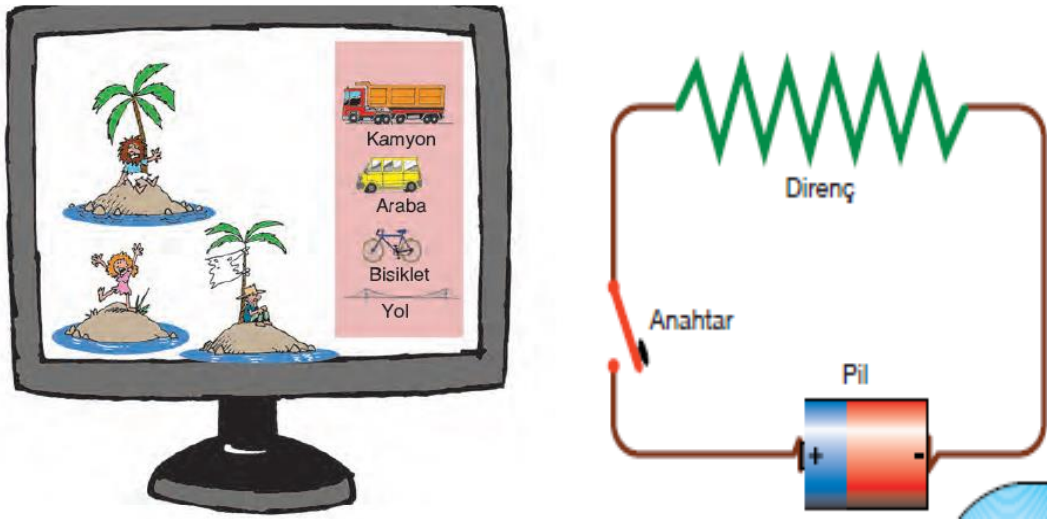 Kamyon
Araba
Bisiklet
Yol
Direnç
Anahtar
Pil
+ -